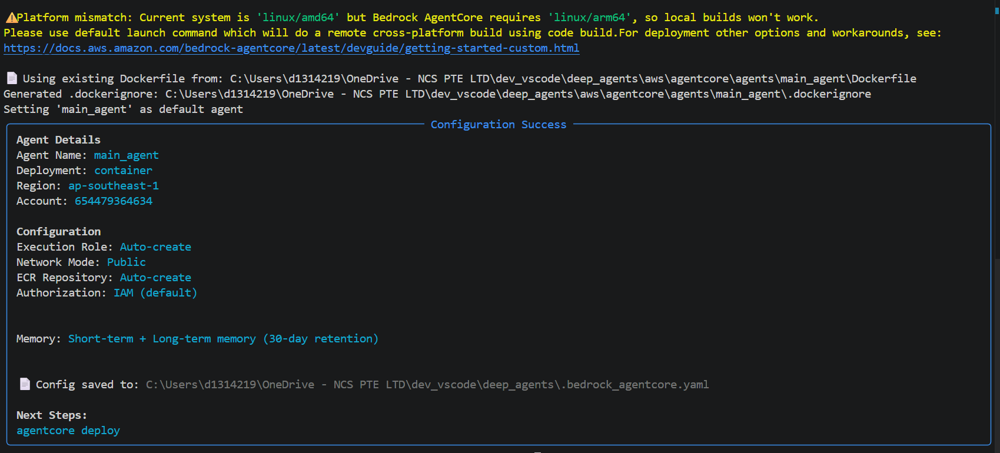 ⚠Platform mismatch: Current system is 'linux/amd64' but Bedrock AgentCore requires 'linux/arm64', so local builds won't work.
Please use default launch command which will do a remote cross-platform build using code build.For deployment other options and workarounds, see:
https://docs.aws.amazon.com/bedrock-agentcore/latest/devguide/getting-started-custom.html
Using existing Dockerfile from: C:\Users\d1314219\OneDrive - NCS PTE LTD\dev_vscode\deep_agents\aws\agentcore\agents\main_agent\Dockerfile
Generated .dockerignore: C:\Users\d1314219\OneDrive - NCS PTE LTD\dev_vscode\deep_agents\aws\agentcore\agents\main_agent\.dockerignore
Setting 'main_agent' as default agent
Configuration Success
Agent Details
Agent Name: main_agent
Deployment: container
Region: ap-southeast-1
Account: 654479364634
Configuration
Execution Role: Auto-create
Network Mode: Public
ECR Repository: Auto-create
Authorization: IAM (default)
Memory: Short-term + Long-term memory (30-day retention)
Config saved to: C:\Users\d1314219\OneDrive - NCS PTE LTD\dev_vscode\deep_agents\.bedrock_agentcore.yaml
Next Steps:
agentcore deploy